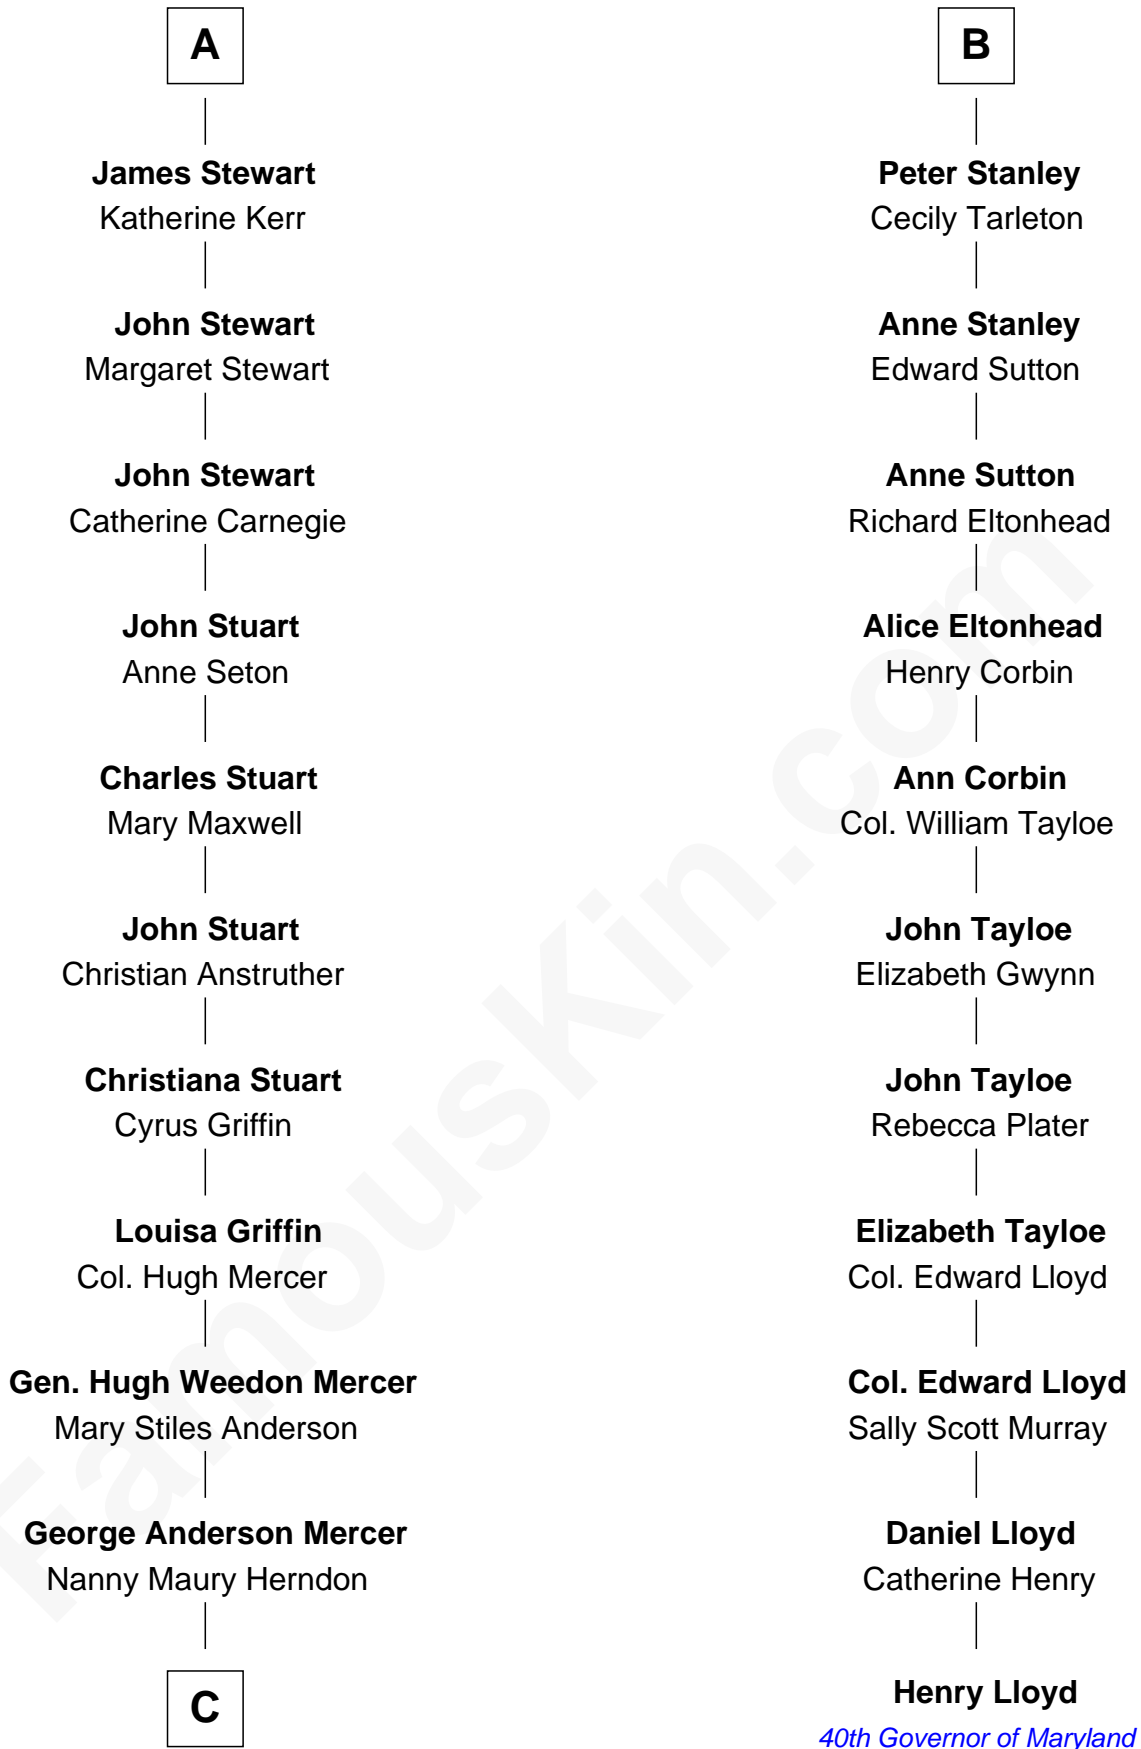 A
James Stewart
Katherine Kerr
John Stewart
Margaret Stewart
John Stewart
Catherine Carnegie
John Stuart
Anne Seton
Charles Stuart
Mary Maxwell
John Stuart
Christian Anstruther
Christiana Stuart
Cyrus Griffin
Louisa Griffin
Col. Hugh Mercer
Gen. Hugh Weedon Mercer
Mary Stiles Anderson
George Anderson Mercer
Nanny Maury Herndon
C
B
Peter Stanley
Cecily Tarleton
Anne Stanley
Edward Sutton
Anne Sutton
Richard Eltonhead
Alice Eltonhead
Henry Corbin
Ann Corbin
Col. William Tayloe
John Tayloe
Elizabeth Gwynn
John Tayloe
Rebecca Plater
Elizabeth Tayloe
Col. Edward Lloyd
Col. Edward Lloyd
Sally Scott Murray
Daniel Lloyd
Catherine Henry
Henry Lloyd
40th Governor of Maryland
FamousKin.com